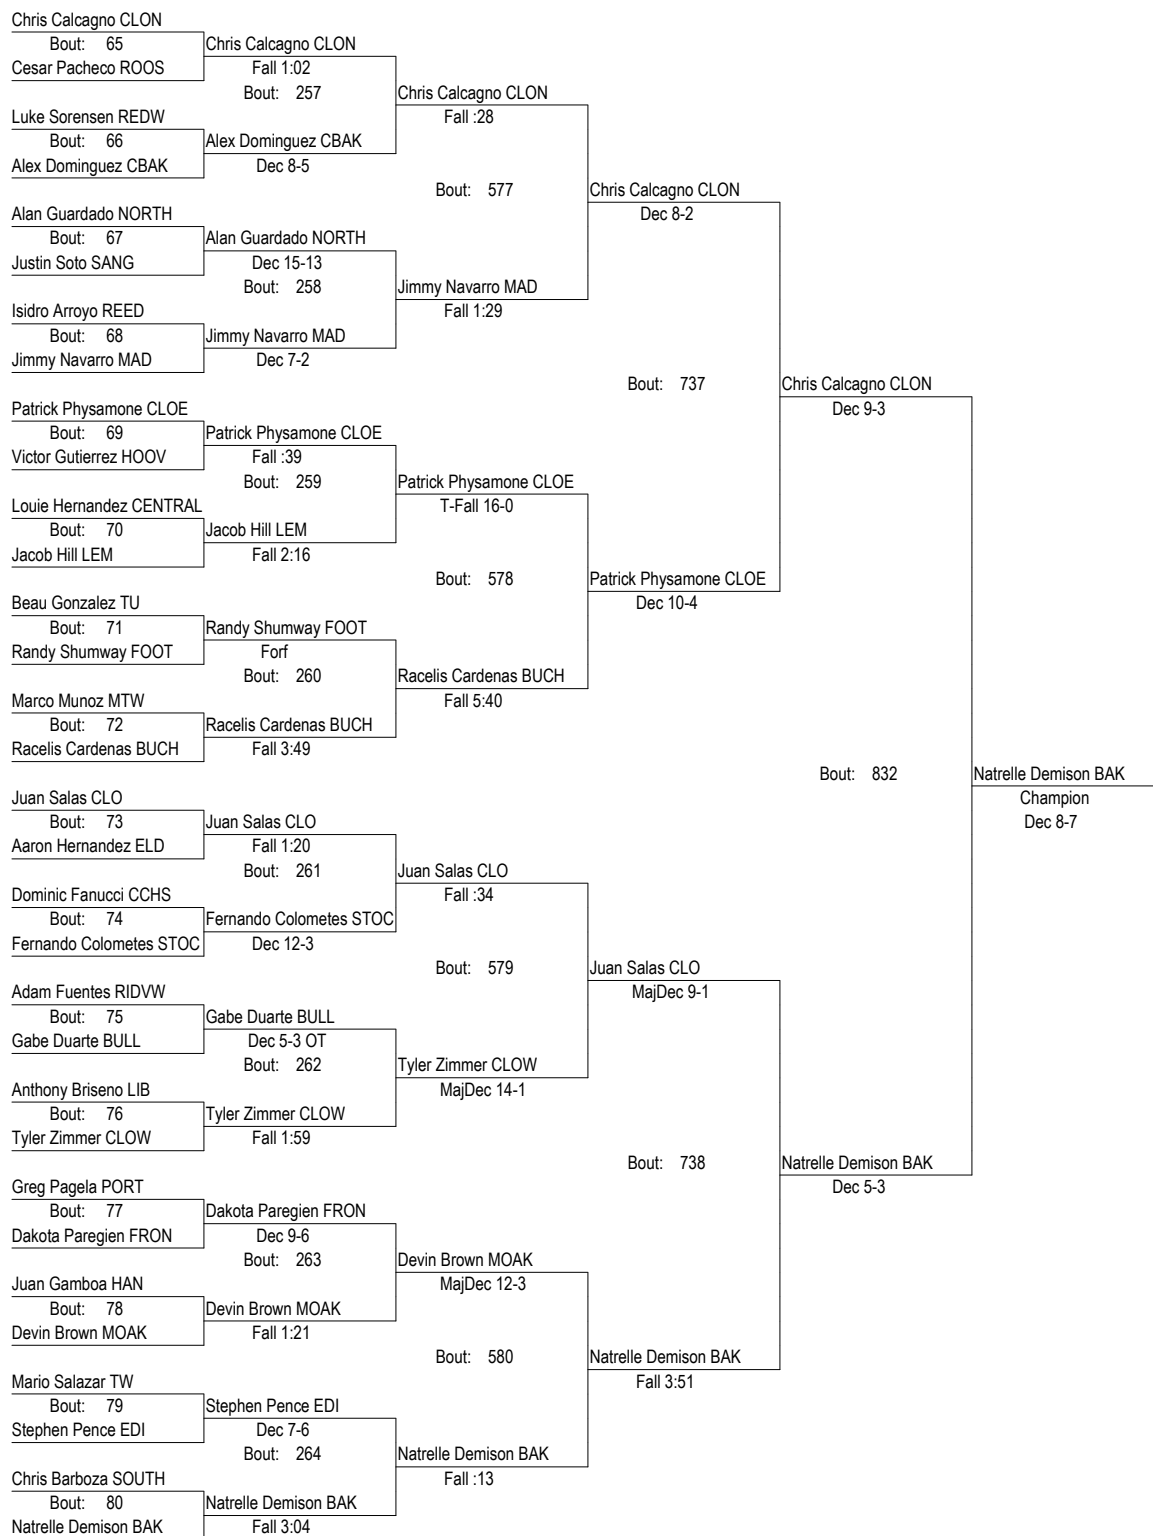 Chris Calcagno CLON
Bout: 65
Chris Calcagno CLON
Cesar Pacheco ROOS
Fall 1:02
Bout: 257
Chris Calcagno CLON
Luke Sorensen REDW
Fall :28
Bout: 66
Alex Dominguez CBAK
Alex Dominguez CBAK
Dec 8-5
Bout: 577
Chris Calcagno CLON
Alan Guardado NORTH
Dec 8-2
Bout: 67
Alan Guardado NORTH
Justin Soto SANG
Dec 15-13
Bout: 258
Jimmy Navarro MAD
Isidro Arroyo REED
Fall 1:29
Bout: 68
Jimmy Navarro MAD
Jimmy Navarro MAD
Dec 7-2
Bout: 737
Chris Calcagno CLON
Patrick Physamone CLOE
Dec 9-3
Bout: 69
Patrick Physamone CLOE
Victor Gutierrez HOOV
Fall :39
Bout: 259
Patrick Physamone CLOE
Louie Hernandez CENTRAL
T-Fall 16-0
Bout: 70
Jacob Hill LEM
Jacob Hill LEM
Fall 2:16
Bout: 578
Patrick Physamone CLOE
Beau Gonzalez TU
Dec 10-4
Bout: 71
Randy Shumway FOOT
Randy Shumway FOOT
Forf
Bout: 260
Racelis Cardenas BUCH
Marco Munoz MTW
Fall 5:40
Bout: 72
Racelis Cardenas BUCH
Racelis Cardenas BUCH
Fall 3:49
Bout: 832
Natrelle Demison BAK
Juan Salas CLO
Champion
Bout: 73
Juan Salas CLO
Dec 8-7
Aaron Hernandez ELD
Fall 1:20
Bout: 261
Juan Salas CLO
Dominic Fanucci CCHS
Fall :34
Bout: 74
Fernando Colometes STOC
Fernando Colometes STOC
Dec 12-3
Bout: 579
Juan Salas CLO
Adam Fuentes RIDVW
MajDec 9-1
Bout: 75
Gabe Duarte BULL
Gabe Duarte BULL
Dec 5-3 OT
Bout: 262
Tyler Zimmer CLOW
Anthony Briseno LIB
MajDec 14-1
Bout: 76
Tyler Zimmer CLOW
Tyler Zimmer CLOW
Fall 1:59
Bout: 738
Natrelle Demison BAK
Greg Pagela PORT
Dec 5-3
Bout: 77
Dakota Paregien FRON
Dakota Paregien FRON
Dec 9-6
Bout: 263
Devin Brown MOAK
Juan Gamboa HAN
MajDec 12-3
Bout: 78
Devin Brown MOAK
Devin Brown MOAK
Fall 1:21
Bout: 580
Natrelle Demison BAK
Mario Salazar TW
Fall 3:51
Bout: 79
Stephen Pence EDI
Stephen Pence EDI
Dec 7-6
Bout: 264
Natrelle Demison BAK
Chris Barboza SOUTH
Fall :13
Bout: 80
Natrelle Demison BAK
Natrelle Demison BAK
Fall 3:04